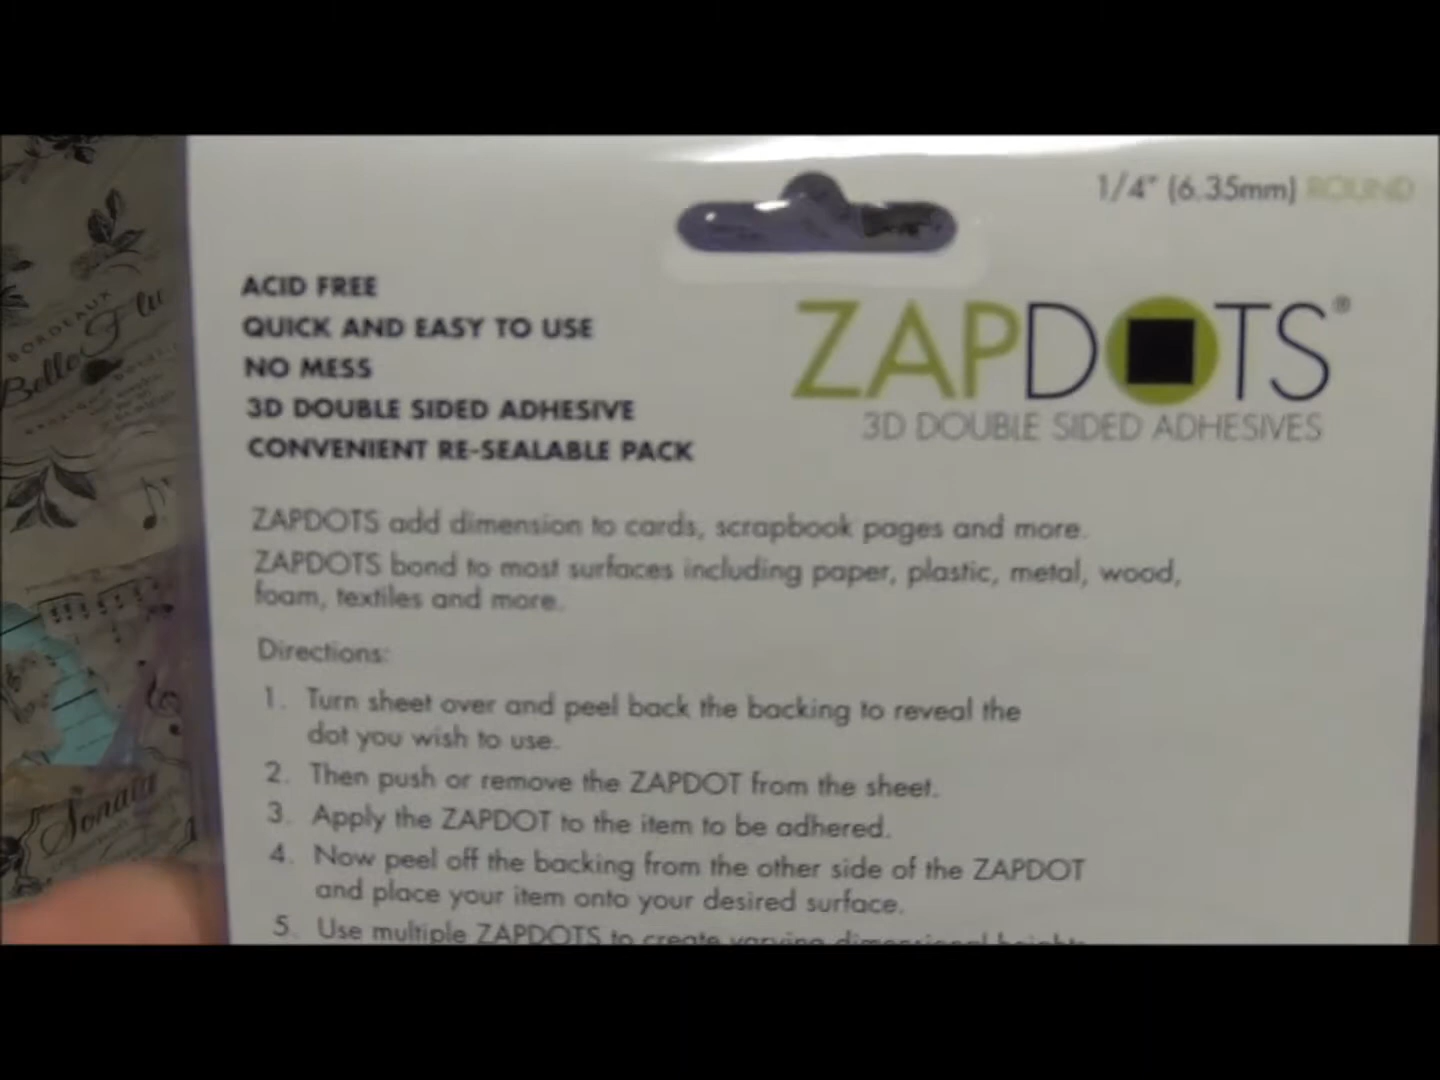 1/4" (6.35mm) ROUND
ACID FREE
QUICK AND EASY TO USE
NO MESS
3D DOUBLE SIDED ADHESIVE
CONVENIENT RE-SEALABLE PACK
ZAPDOTS®
3D DOUBLE SIDED ADHESIVES
ZAPDOTS add dimension to cards, scrapbook pages and more.
ZAPDOTS bond to most surfaces including paper, plastic, metal, wood,
foam, textiles and more.
Directions:
1. Turn sheet over and peel back the backing to reveal the
dot you wish to use.
2. Then push or remove the ZAPDOT from the sheet.
3. Apply the ZAPDOT to the item to be adhered.
4. Now peel off the backing from the other side of the ZAPDOT
and place your item onto your desired surface.
5. Use multiple ZAPDOTS to create varying dimensional heights
BORDEAUX
Belle
Sonata